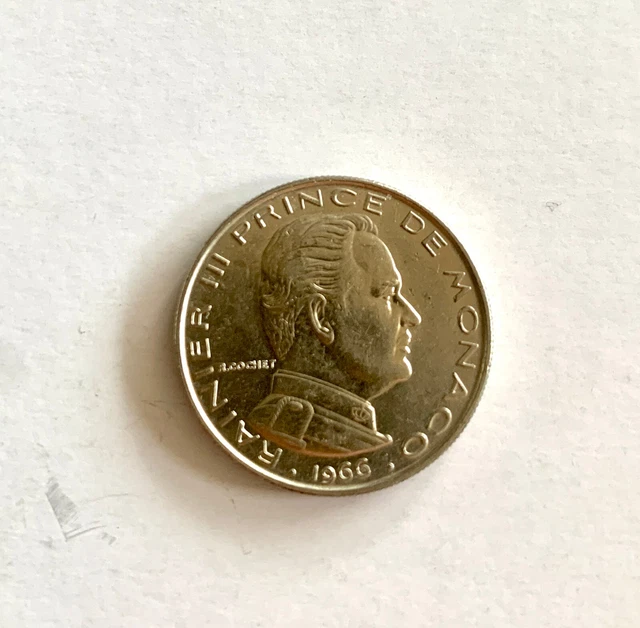 RAINIER III PRINCE DE MONACO
R.COCHET
• 1966 •